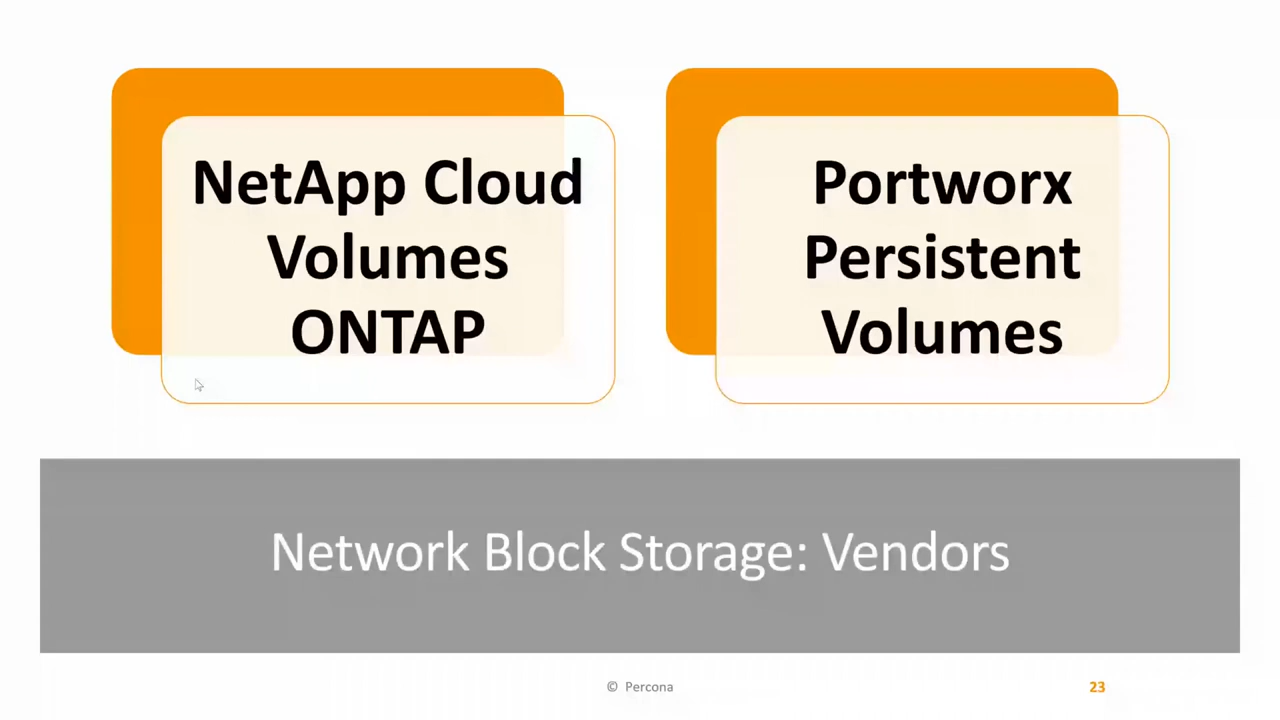 NetApp Cloud
Volumes
ONTAP
Portworx
Persistent
Volumes
Network Block Storage: Vendors
© Percona
23